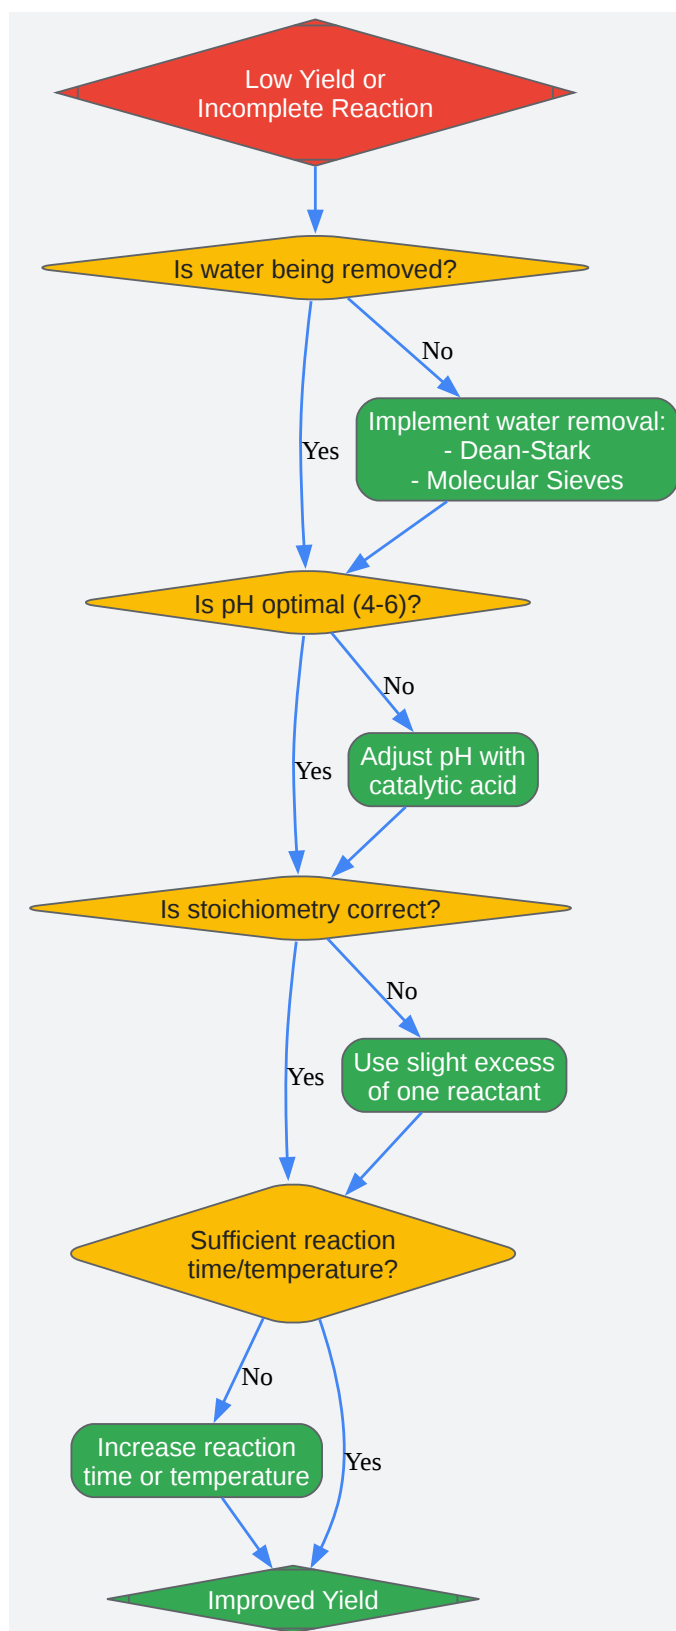 Low Yield or
Incomplete Reaction
Is water being removed?
No
Yes
Implement water removal:
- Dean-Stark
- Molecular Sieves
Is pH optimal (4-6)?
No
Yes
Adjust pH with
catalytic acid
Is stoichiometry correct?
No
Yes
Use slight excess
of one reactant
Sufficient reaction
time/temperature?
No
Yes
Increase reaction
time or temperature
Improved Yield